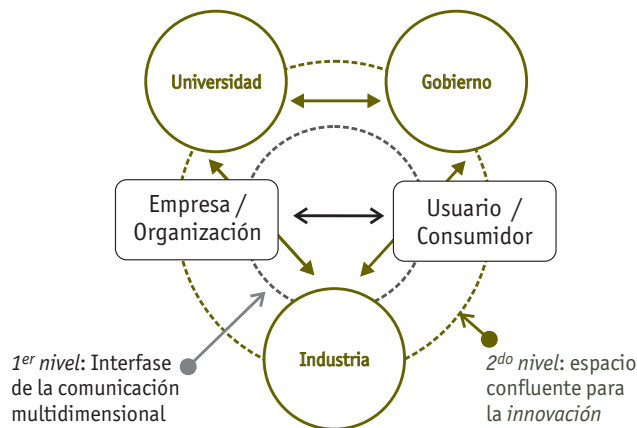 Universidad
Gobierno
Empresa /
Organización
Usuario /
Consumidor
Industria
1er nivel: Interfase
de la comunicación
multidimensional
2do nivel: espacio
confluente para
la innovación